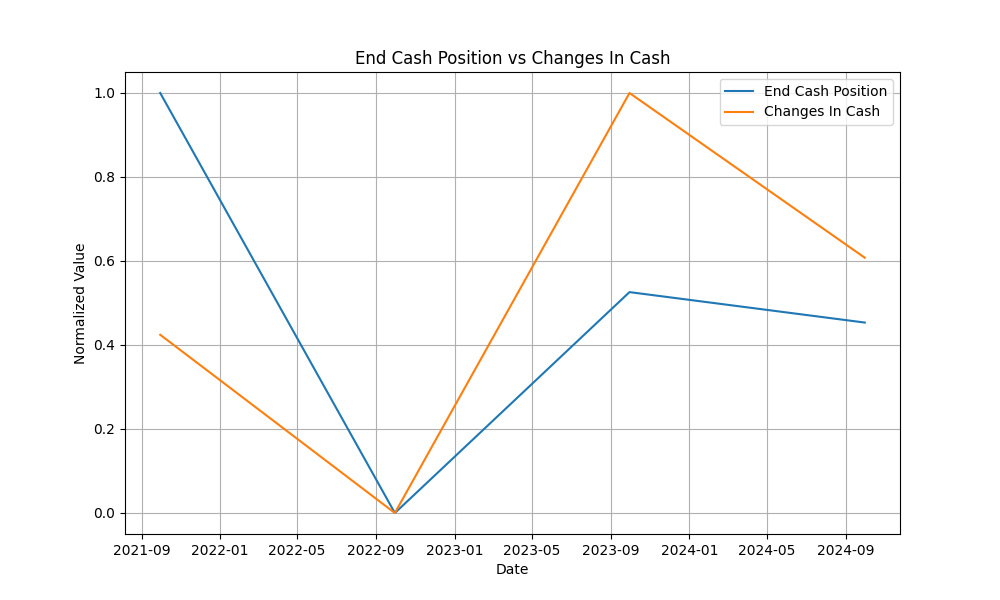 End Cash Position vs Changes In Cash
End Cash Position
Changes In Cash
Normalized Value
1.0
0.8
0.6
0.4
0.2
0.0
2021-09 2022-01 2022-05 2022-09 2023-01 2023-05 2023-09 2024-01 2024-05 2024-09
Date